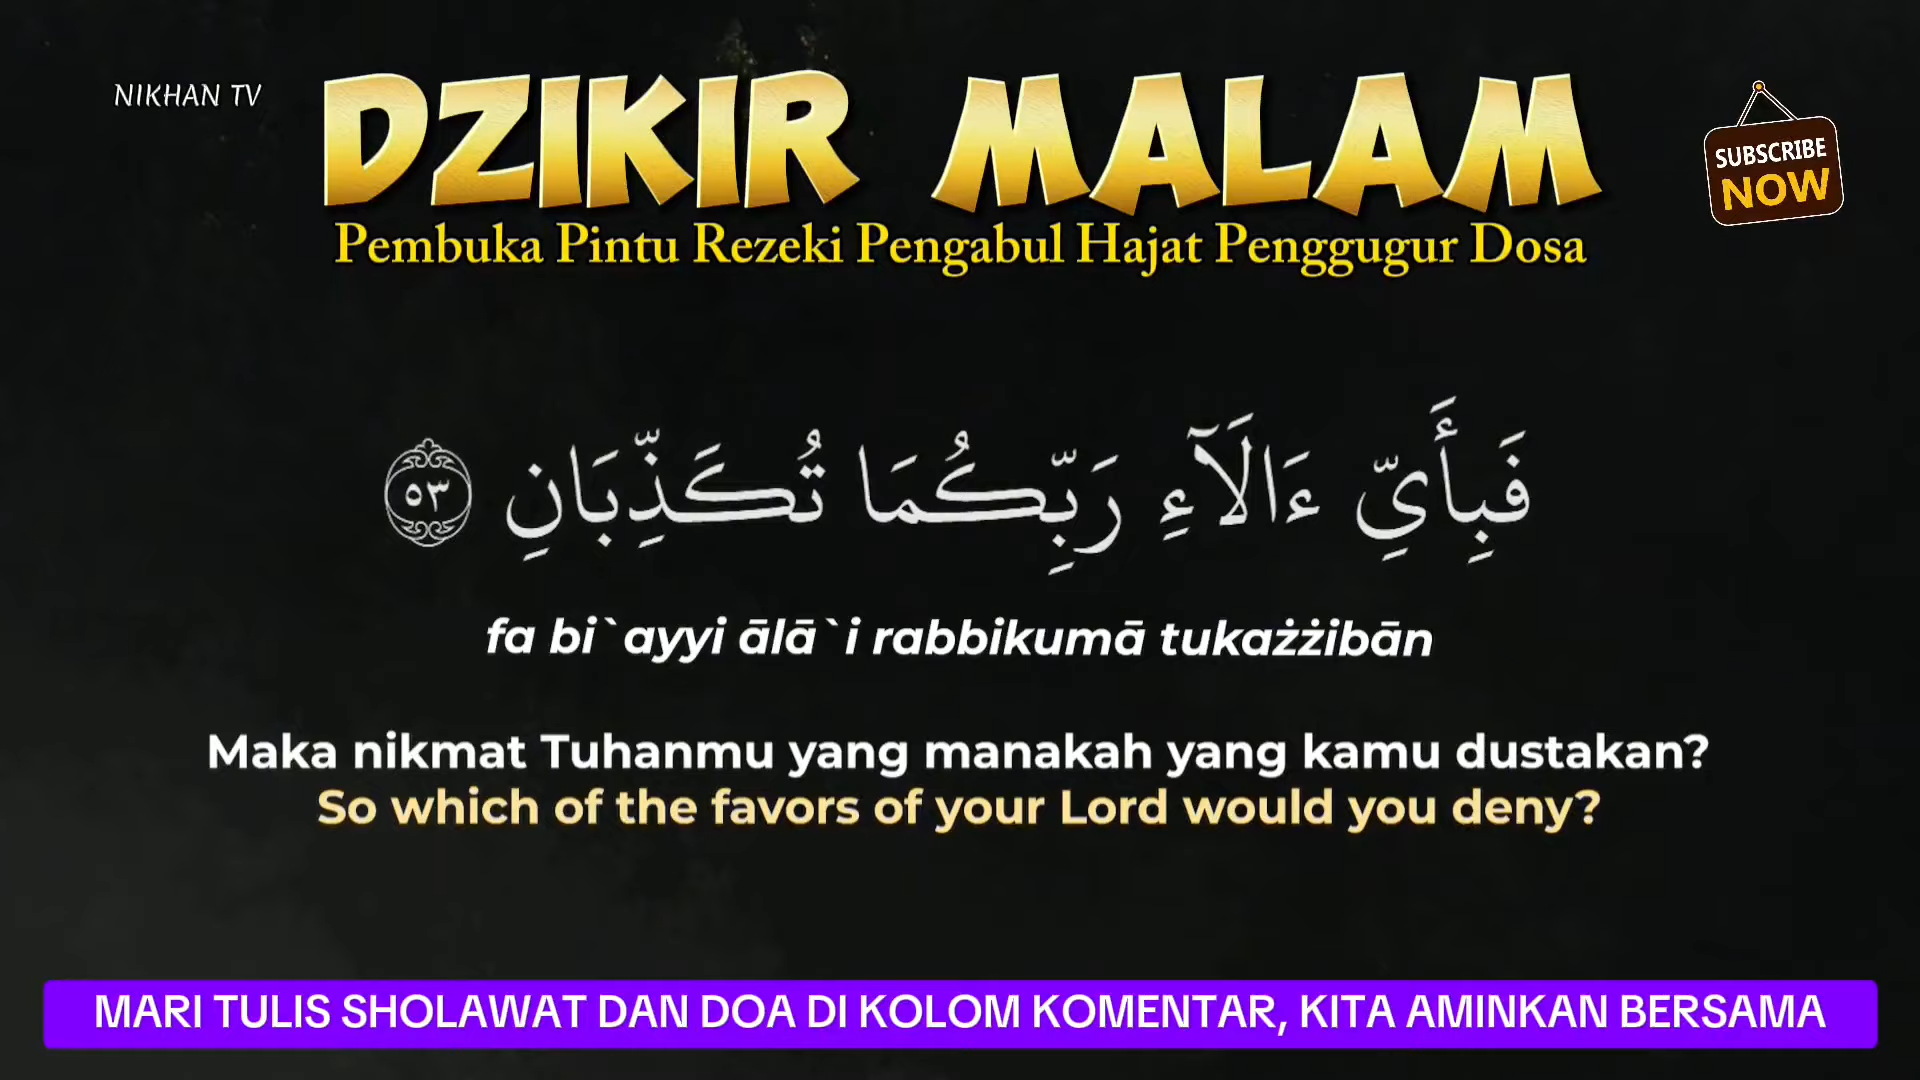 NIKHAN TV
DZIKIR MALAM
SUBSCRIBE
NOW
Pembuka Pintu Rezeki Pengabul Hajat Penggugur Dosa
فَبِأَيِّ ءَالَآءِ رَبِّكُمَا تُكَذِّبَانِ ٥٣
fa bi`ayyi ālā`i rabbikumā tukażżibān
Maka nikmat Tuhanmu yang manakah yang kamu dustakan?
So which of the favors of your Lord would you deny?
MARI TULIS SHOLAWAT DAN DOA DI KOLOM KOMENTAR, KITA AMINKAN BERSAMA